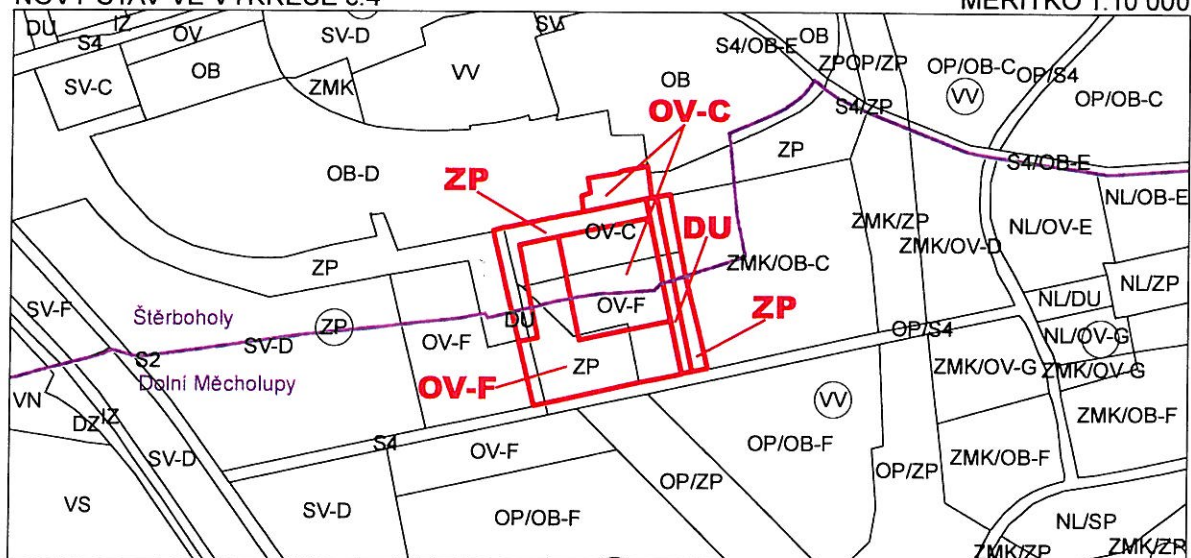 NOVÝ STAV VE VÝKRESE č.4
MĚŘÍTKO 1:10 000
DU
IZ
S4
OV
SV-D
SV
S4/OB-E
OB
ZP
OP/ZP
OP/OB-C
OP/S4
SV-C
OB
ZMK
VV
OB
VV
OP/OB-C
OV-C
S4/ZP
ZP
S4/OB-E
OB-D
ZP
NL/OB-E
OV-C
DU
ZMK/ZP
NL/OV-E
ZMK/OV-D
ZP
ZMK/OB-C
NL/ZP
SV-F
Štěrboholy
ZP
DU
OV-F
ZP
NL/DU
SV-D
OV-F
OP/S4
NL/OV-G
S2
Dolní Měcholupy
OV-F
ZP
ZMK/OV-G
ZMK/OV-G
VN
DZ
IZ
VV
ZMK/OB-F
S4
OV-F
OP/OB-F
SV-D
OP/ZP
OP/ZP
ZMK/OB-F
VS
SV-D
OP/OB-F
NL/SP
ZMK/ZP
ZMK/ZP